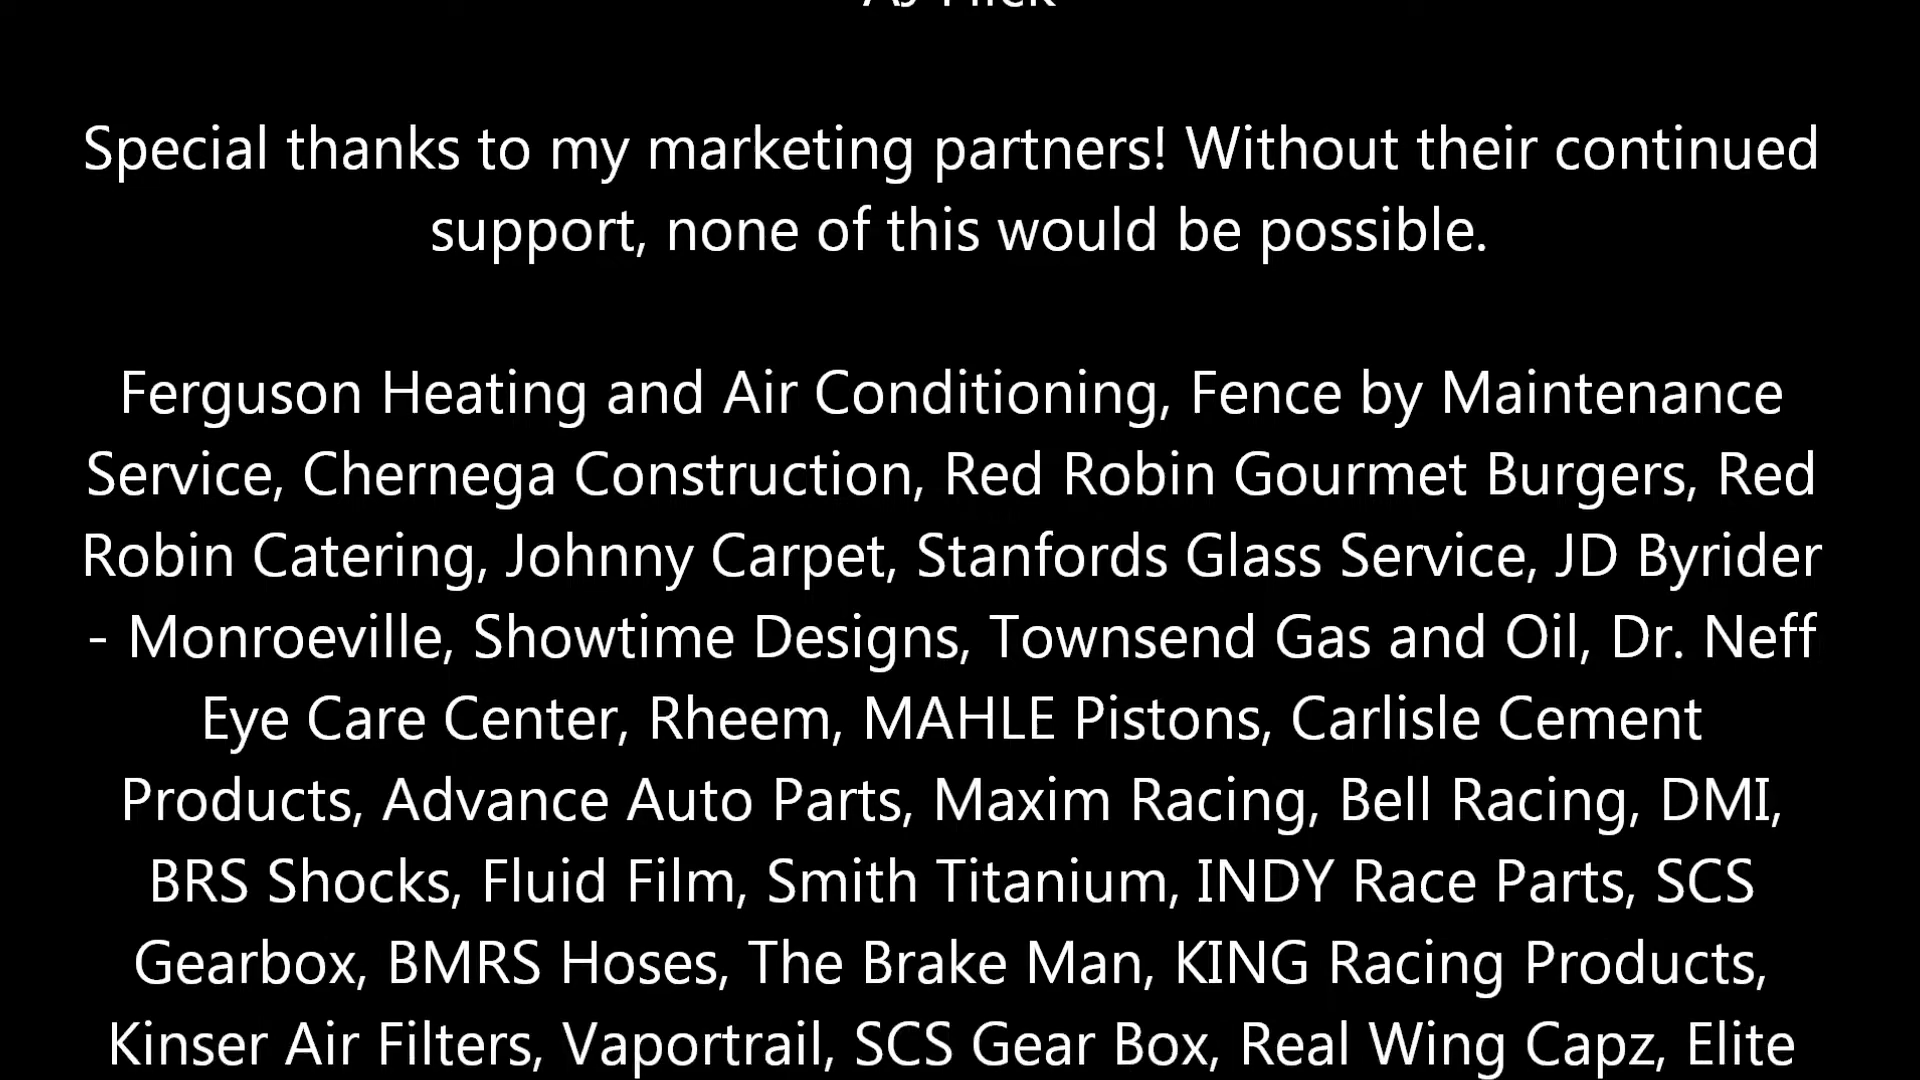 Special thanks to my marketing partners! Without their continued
support, none of this would be possible.
Ferguson Heating and Air Conditioning, Fence by Maintenance
Service, Chernega Construction, Red Robin Gourmet Burgers, Red
Robin Catering, Johnny Carpet, Stanfords Glass Service, JD Byrider
- Monroeville, Showtime Designs, Townsend Gas and Oil, Dr. Neff
Eye Care Center, Rheem, MAHLE Pistons, Carlisle Cement
Products, Advance Auto Parts, Maxim Racing, Bell Racing, DMI,
BRS Shocks, Fluid Film, Smith Titanium, INDY Race Parts, SCS
Gearbox, BMRS Hoses, The Brake Man, KING Racing Products,
Kinser Air Filters, Vaportrail, SCS Gear Box, Real Wing Capz, Elite